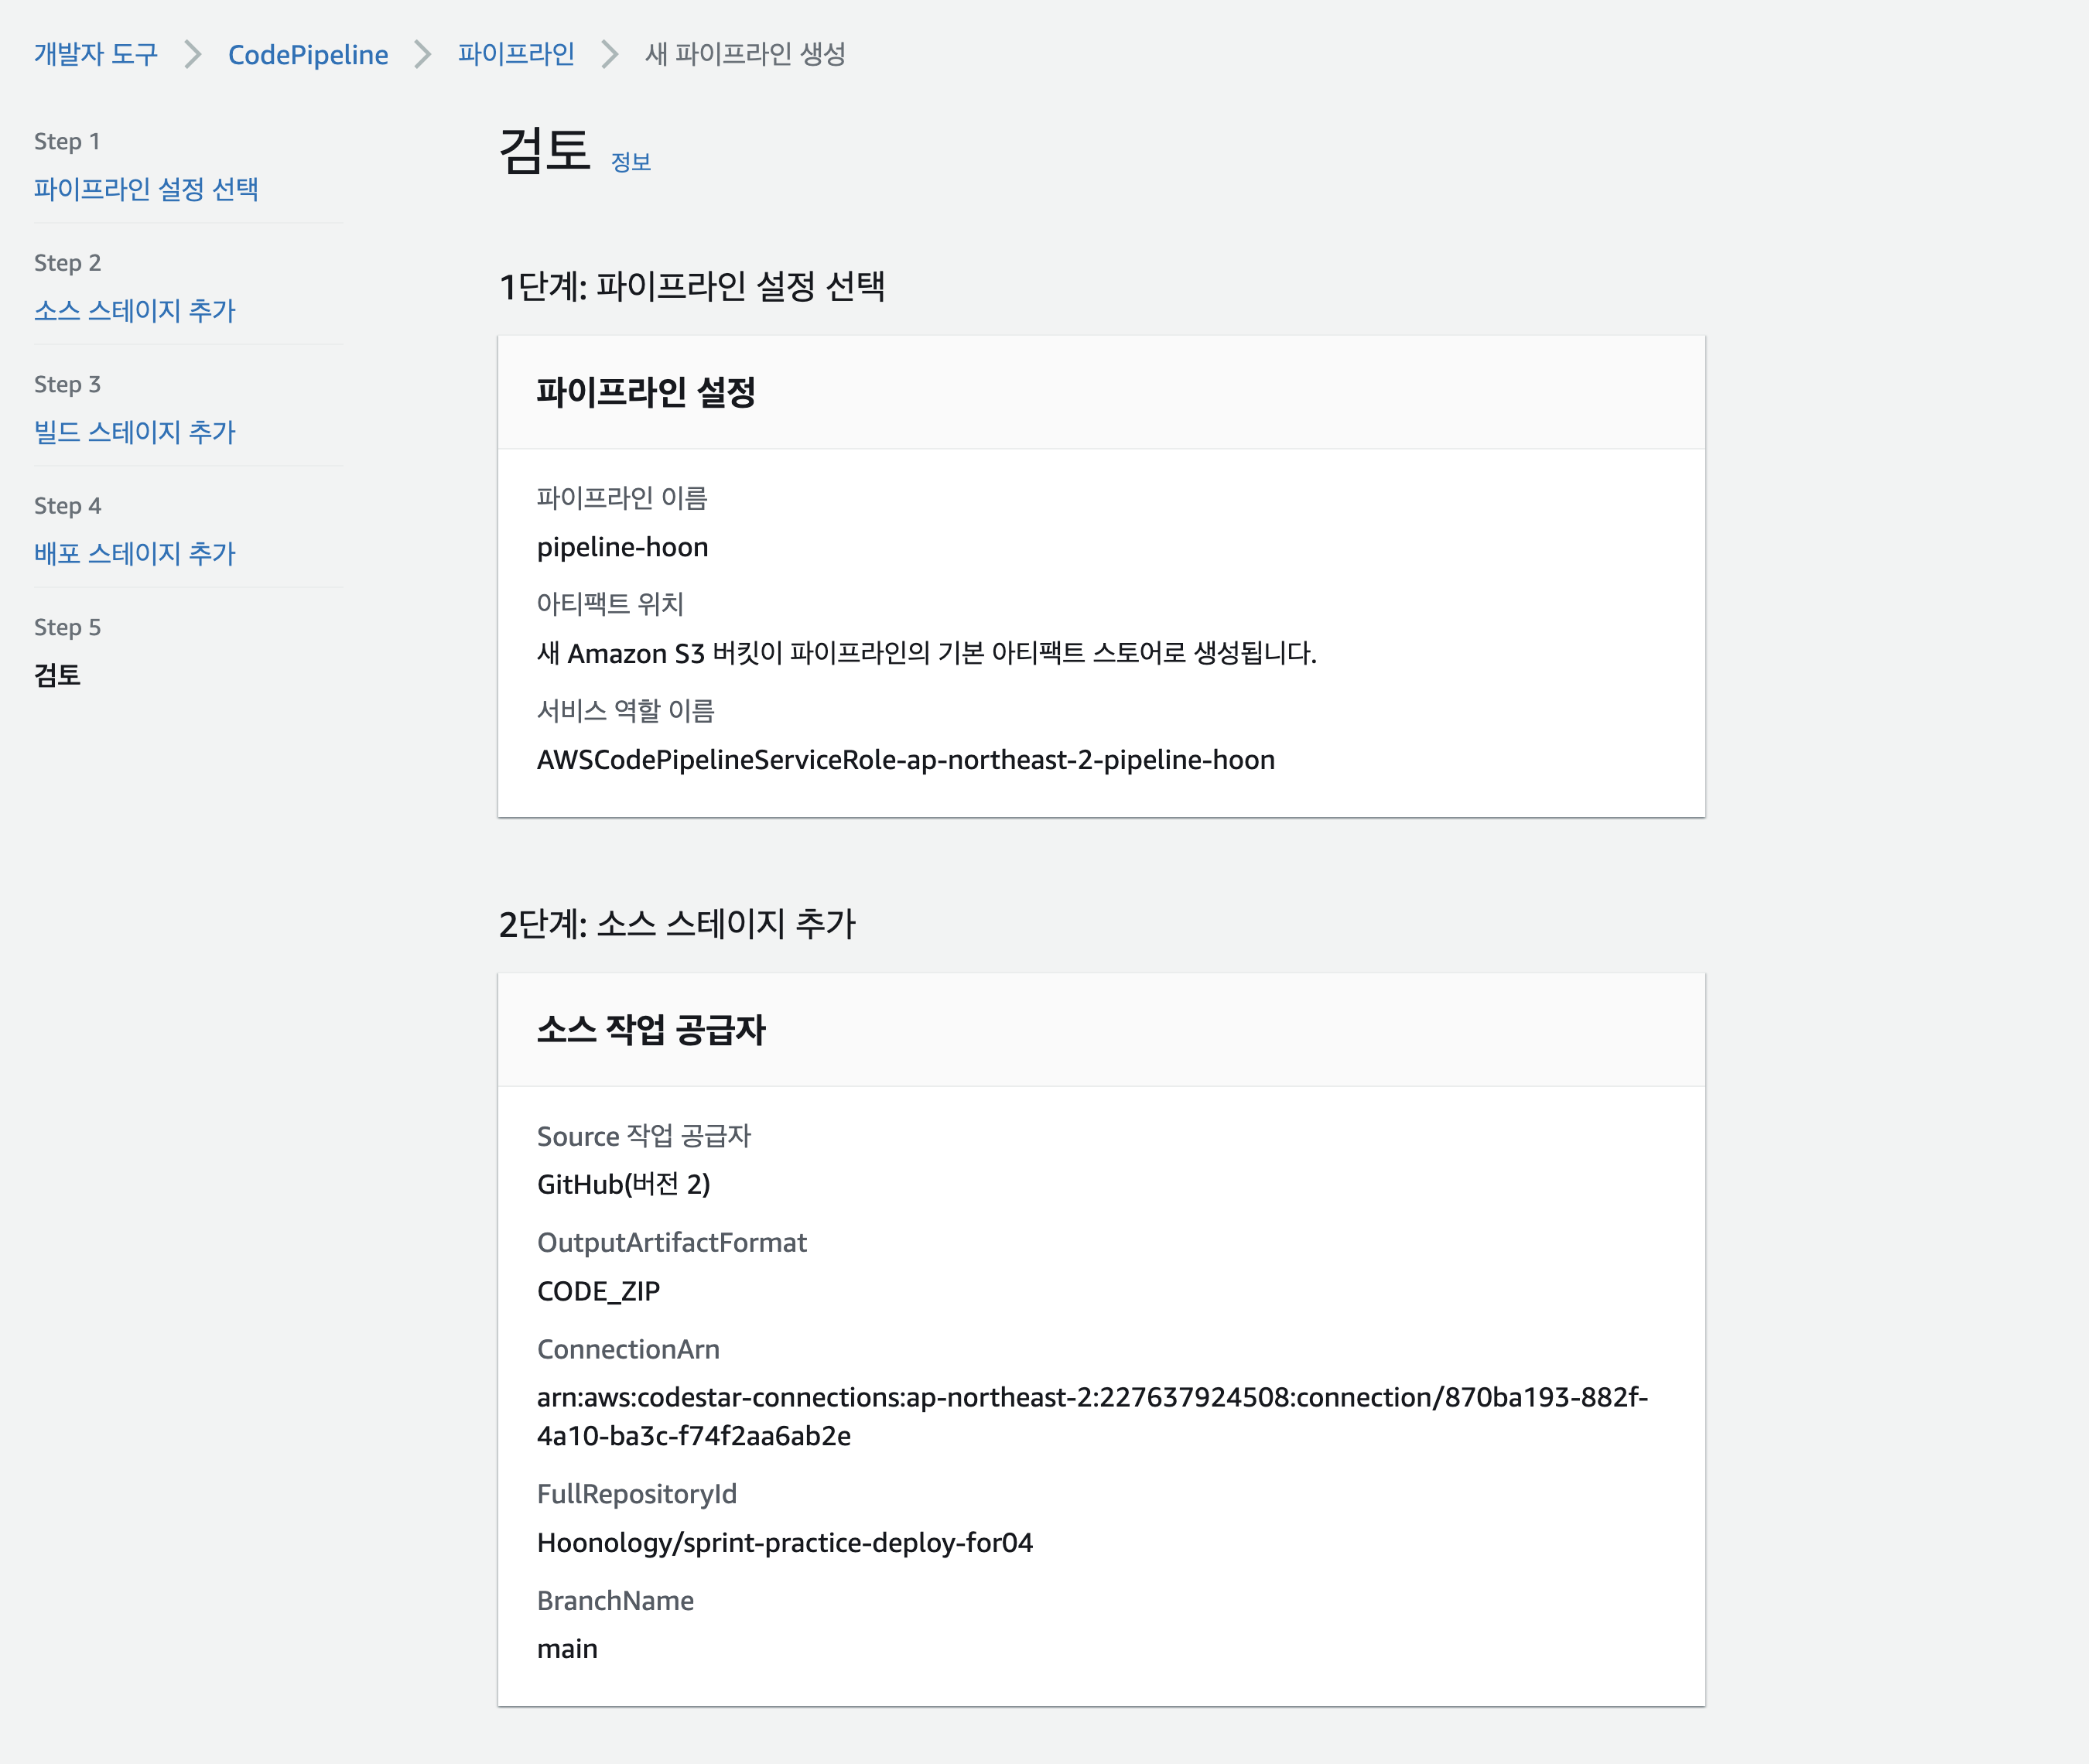 개발자 도구 > CodePipeline > 파이프라인 > 새 파이프라인 생성
Step 1
파이프라인 설정 선택
Step 2
소스 스테이지 추가
Step 3
빌드 스테이지 추가
Step 4
배포 스테이지 추가
Step 5
검토
검토 정보
1단계: 파이프라인 설정 선택
파이프라인 설정
파이프라인 이름
pipeline-hoon
아티팩트 위치
새 Amazon S3 버킷이 파이프라인의 기본 아티팩트 스토어로 생성됩니다.
서비스 역할 이름
AWSCodePipelineServiceRole-ap-northeast-2-pipeline-hoon
2단계: 소스 스테이지 추가
소스 작업 공급자
Source 작업 공급자
GitHub(버전 2)
OutputArtifactFormat
CODE_ZIP
ConnectionArn
arn:aws:codestar-connections:ap-northeast-2:227637924508:connection/870ba193-882f-
4a10-ba3c-f74f2aa6ab2e
FullRepositoryId
Hoonology/sprint-practice-deploy-for04
BranchName
main